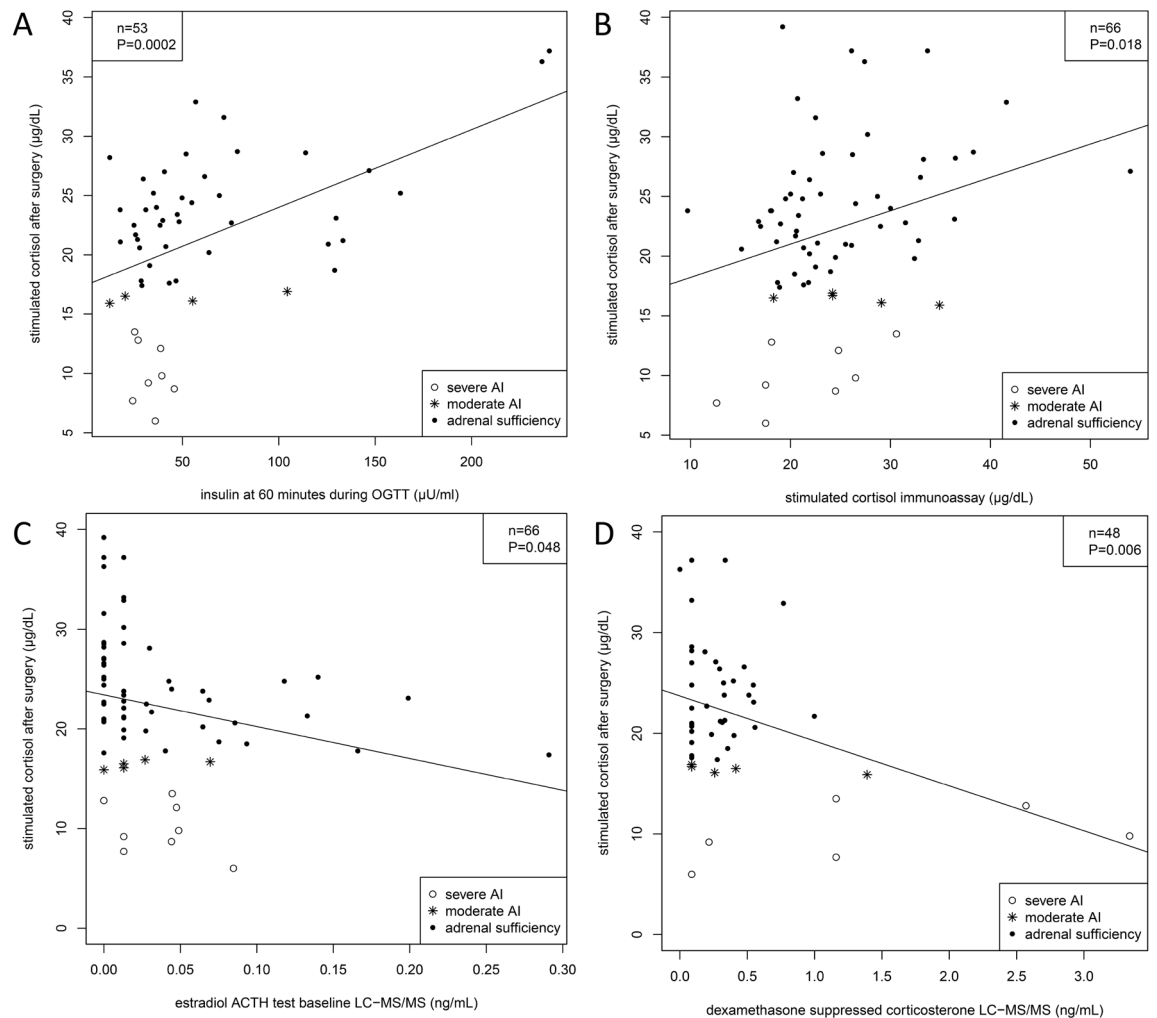 A
n=53
P=0.0002
stimulated cortisol after surgery (µg/dL)
40
35
30
25
20
15
10
5
severe AI
moderate AI
adrenal sufficiency
50 100 150 200
insulin at 60 minutes during OGTT (µU/ml)
B
n=66
P=0.018
stimulated cortisol after surgery (µg/dL)
40
35
30
25
20
15
10
5
severe AI
moderate AI
adrenal sufficiency
10 20 30 40 50
stimulated cortisol immunoassay (µg/dL)
C
n=66
P=0.048
stimulated cortisol after surgery (µg/dL)
40
30
20
10
0
severe AI
moderate AI
adrenal sufficiency
0.00 0.05 0.10 0.15 0.20 0.25 0.30
estradiol ACTH test baseline LC−MS/MS (ng/mL)
D
n=48
P=0.006
stimulated cortisol after surgery (µg/dL)
40
30
20
10
0
severe AI
moderate AI
adrenal sufficiency
0.0 0.5 1.0 1.5 2.0 2.5 3.0
dexamethasone suppressed corticosterone LC−MS/MS (ng/mL)